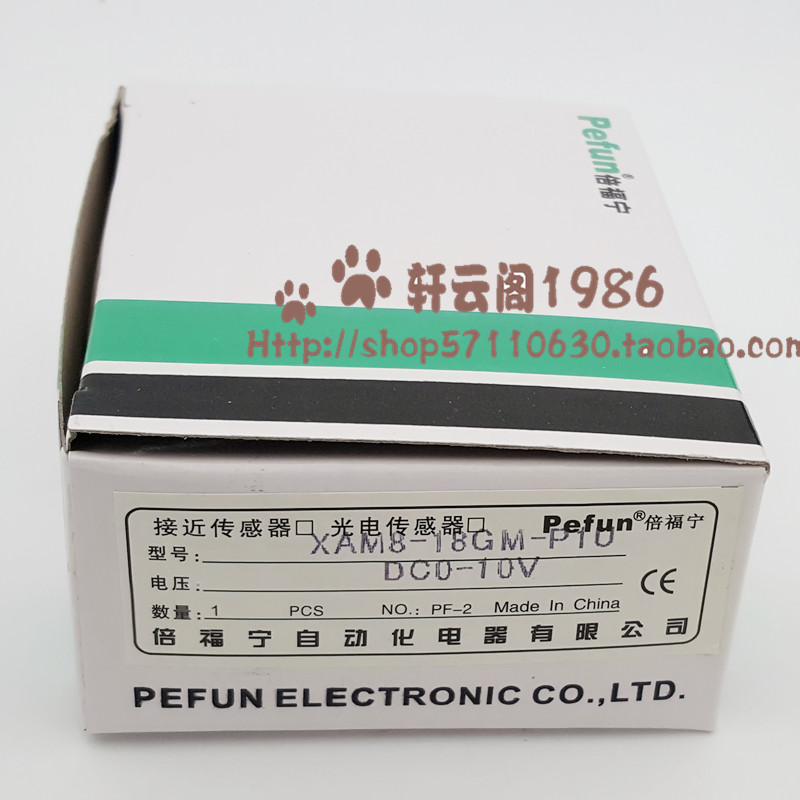 Pefun®倍福宁
轩云阁1986
Http://shop57110630.taobao.com
接近传感器□ 光电传感器□ Pefun®倍福宁
型号: XAM8-18GM-P1U
电压: DC0-10V
数量: 1 PCS NO.: PF-2 Made In China
CE
倍福宁自动化电器有限公司
PEFUN ELECTRONIC CO.,LTD.